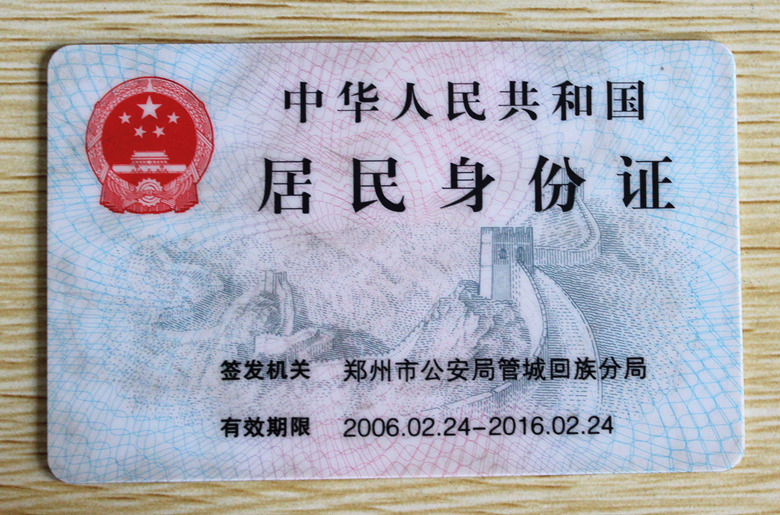 中华人民共和国
居民身份证
签发机关 郑州市公安局管城回族分局
有效期限 2006.02.24-2016.02.24